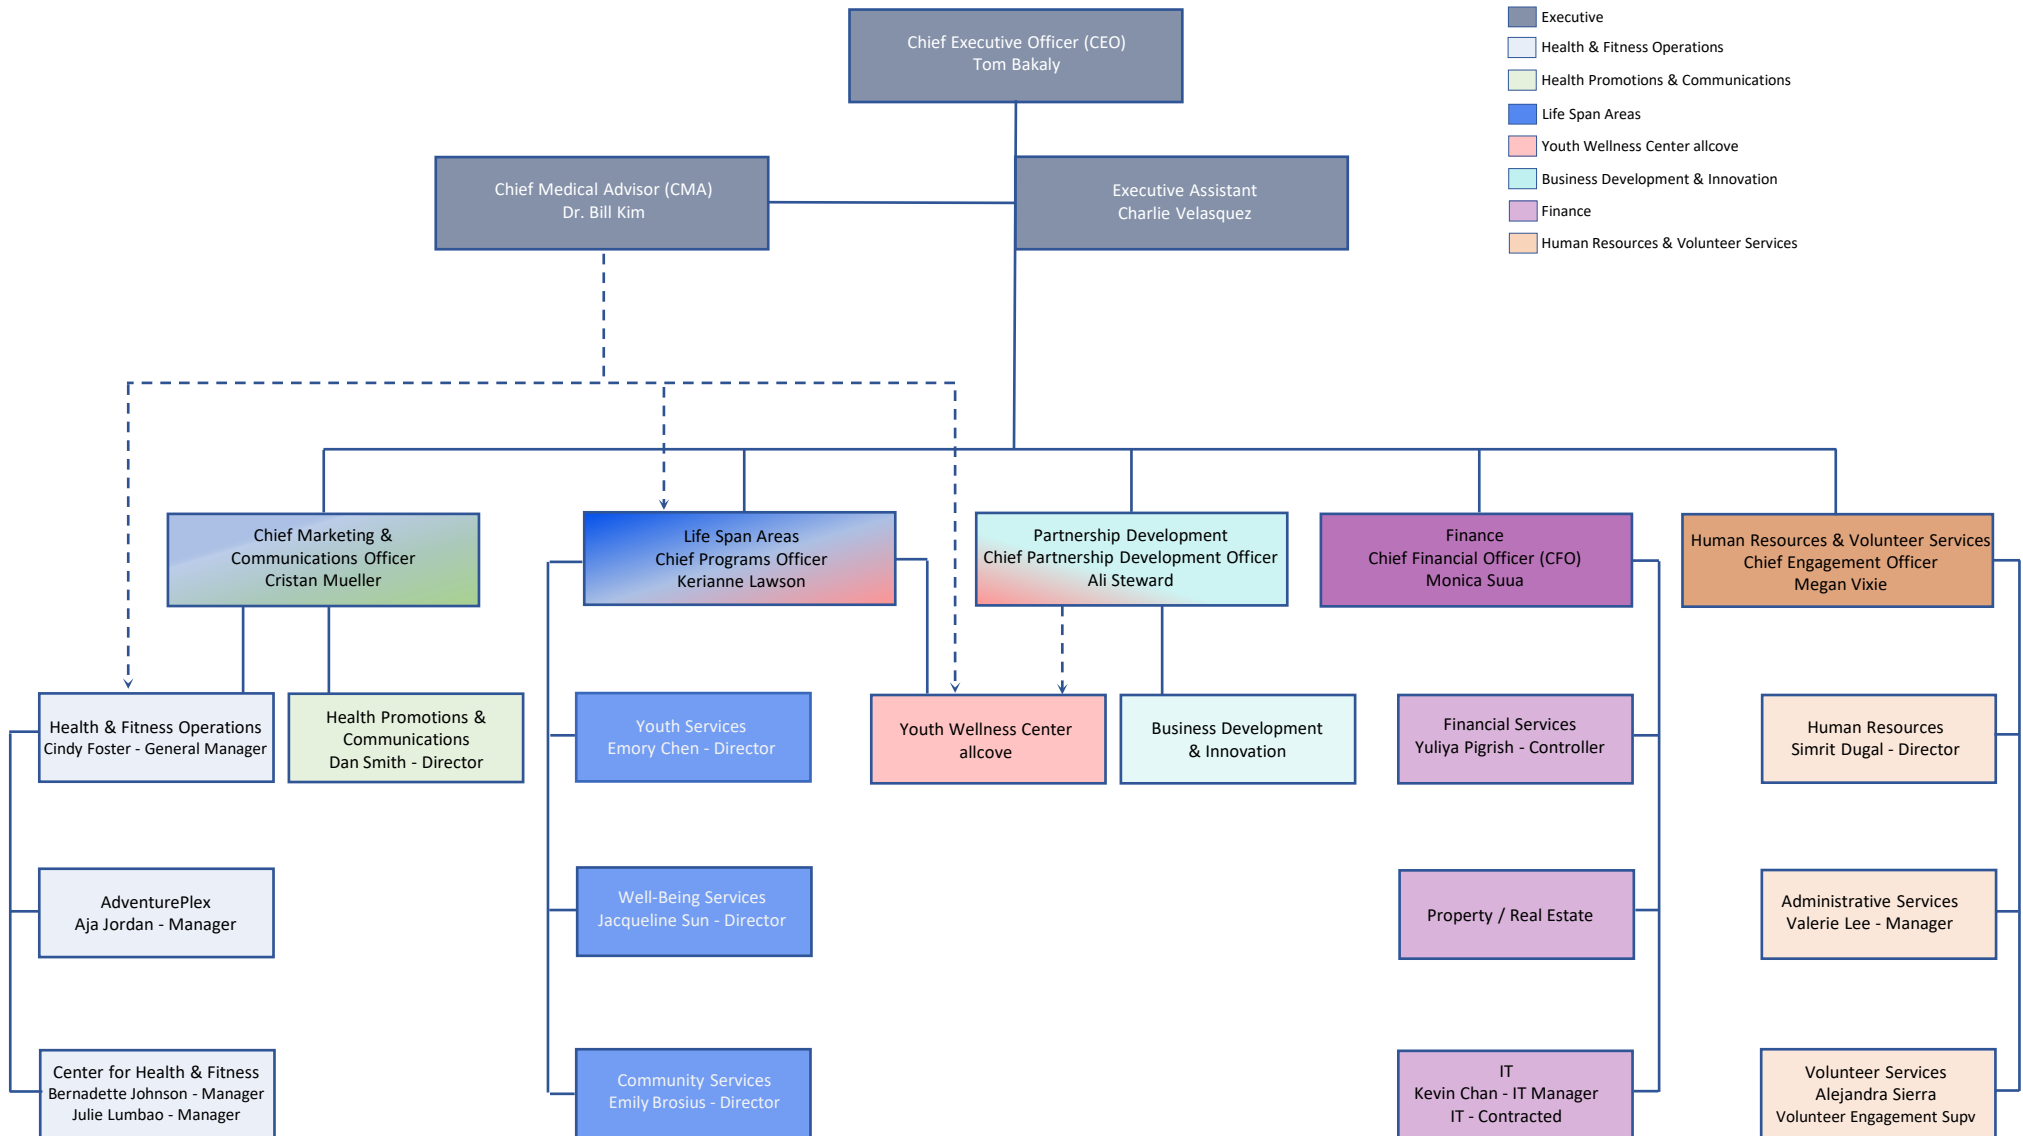 Chief Executive Officer (CEO)
Tom Bakaly
Executive
Health & Fitness Operations
Health Promotions & Communications
Life Span Areas
Youth Wellness Center allcove
Business Development & Innovation
Finance
Human Resources & Volunteer Services
Chief Medical Advisor (CMA)
Dr. Bill Kim
Executive Assistant
Charlie Velasquez
Chief Marketing &
Communications Officer
Cristan Mueller
Life Span Areas
Chief Programs Officer
Kerianne Lawson
Partnership Development
Chief Partnership Development Officer
Ali Steward
Finance
Chief Financial Officer (CFO)
Monica Suua
Human Resources & Volunteer Services
Chief Engagement Officer
Megan Vixie
Health & Fitness Operations
Cindy Foster - General Manager
Health Promotions &
Communications
Dan Smith - Director
Youth Services
Emory Chen - Director
Youth Wellness Center
allcove
Business Development
& Innovation
Financial Services
Yuliya Pigrish - Controller
Human Resources
Simrit Dugal - Director
AdventurePlex
Aja Jordan - Manager
Well-Being Services
Jacqueline Sun - Director
Property / Real Estate
Administrative Services
Valerie Lee - Manager
Center for Health & Fitness
Bernadette Johnson - Manager
Julie Lumbao - Manager
Community Services
Emily Brosius - Director
IT
Kevin Chan - IT Manager
IT - Contracted
Volunteer Services
Alejandra Sierra
Volunteer Engagement Supv